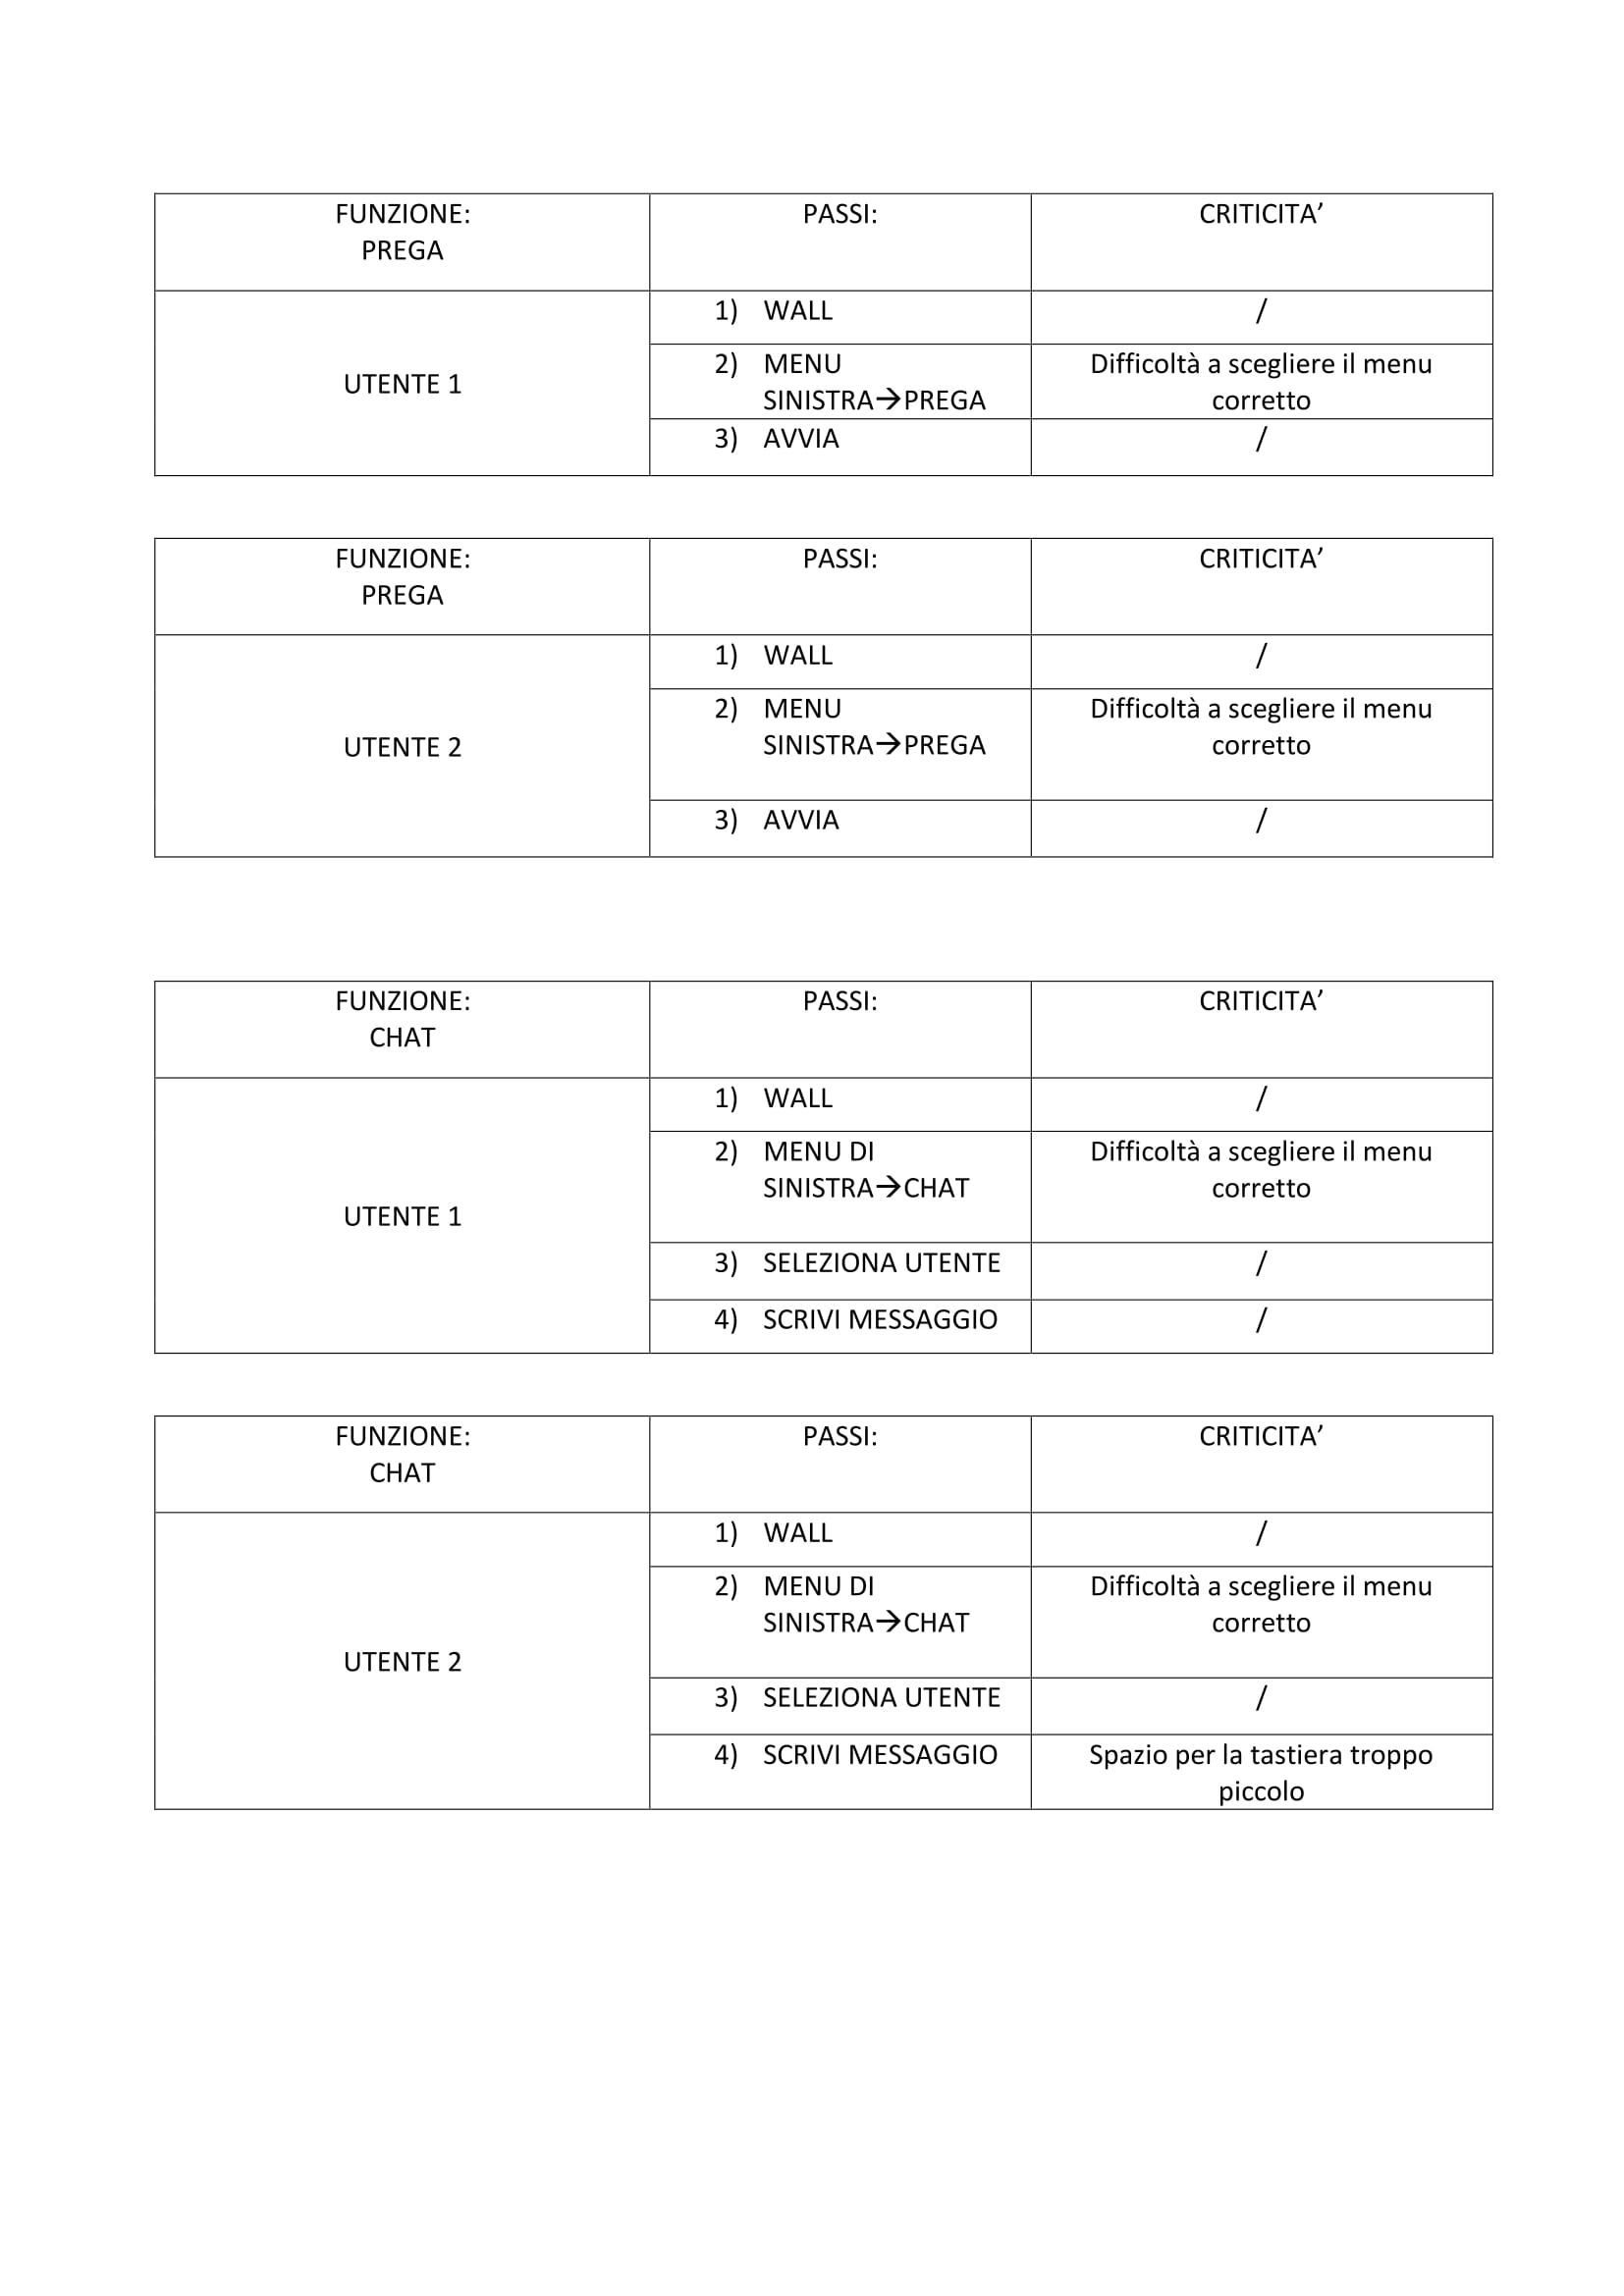 FUNZIONE:
PREGA
PASSI:
CRITICITA’
UTENTE 1
1) WALL
/
2) MENU
SINISTRA→PREGA
Difficoltà a scegliere il menu
corretto
3) AVVIA
/
FUNZIONE:
PREGA
PASSI:
CRITICITA’
UTENTE 2
1) WALL
/
2) MENU
SINISTRA→PREGA
Difficoltà a scegliere il menu
corretto
3) AVVIA
/
FUNZIONE:
CHAT
PASSI:
CRITICITA’
UTENTE 1
1) WALL
/
2) MENU DI
SINISTRA→CHAT
Difficoltà a scegliere il menu
corretto
3) SELEZIONA UTENTE
/
4) SCRIVI MESSAGGIO
/
FUNZIONE:
CHAT
PASSI:
CRITICITA’
UTENTE 2
1) WALL
/
2) MENU DI
SINISTRA→CHAT
Difficoltà a scegliere il menu
corretto
3) SELEZIONA UTENTE
/
4) SCRIVI MESSAGGIO
Spazio per la tastiera troppo
piccolo